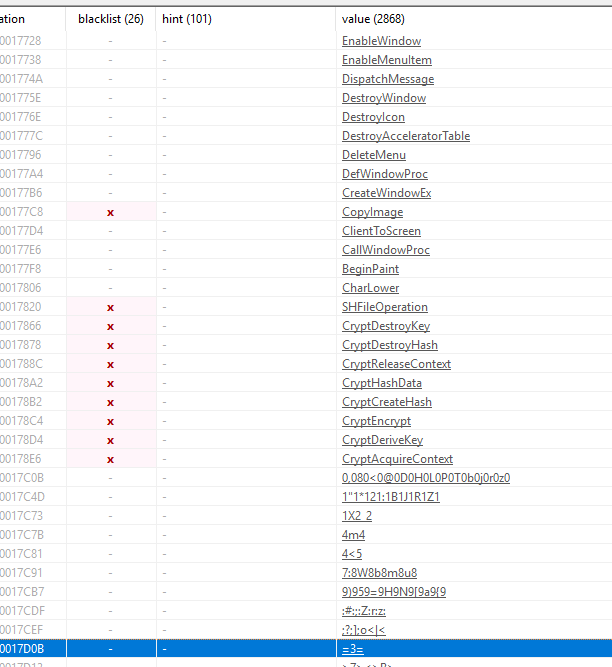 ation blacklist (26) hint (101) value (2868)
0017728 - - EnableWindow
0017738 - - EnableMenuItem
001774A - - DispatchMessage
001775E - - DestroyWindow
001776E - - DestroyIcon
001777C - - DestroyAcceleratorTable
0017796 - - DeleteMenu
00177A4 - - DefWindowProc
00177B6 - - CreateWindowEx
00177C8 x - CopyImage
00177D4 - - ClientToScreen
00177E6 - - CallWindowProc
00177F8 - - BeginPaint
0017806 - - CharLower
0017820 x - SHFileOperation
0017866 x - CryptDestroyKey
0017878 x - CryptDestroyHash
001788C x - CryptReleaseContext
00178A2 x - CryptHashData
00178B2 x - CryptCreateHash
00178C4 x - CryptEncrypt
00178D4 x - CryptDeriveKey
00178E6 x - CryptAcquireContext
0017C0B - - 0,080<0@0D0H0L0P0T0b0j0r0z0
0017C4D - - 1"1*121:1B1J1R1Z1
0017C73 - - 1X2_2
0017C7B - - 4m4
0017C81 - - 4<5
0017C91 - - 7:8W8b8m8u8
0017CB7 - - 9)959=9H9N9[9a9{9
0017CDF - - :#:;:Z:r:z:
0017CEF - - ;?;];o<|<
0017D0B - - =3=